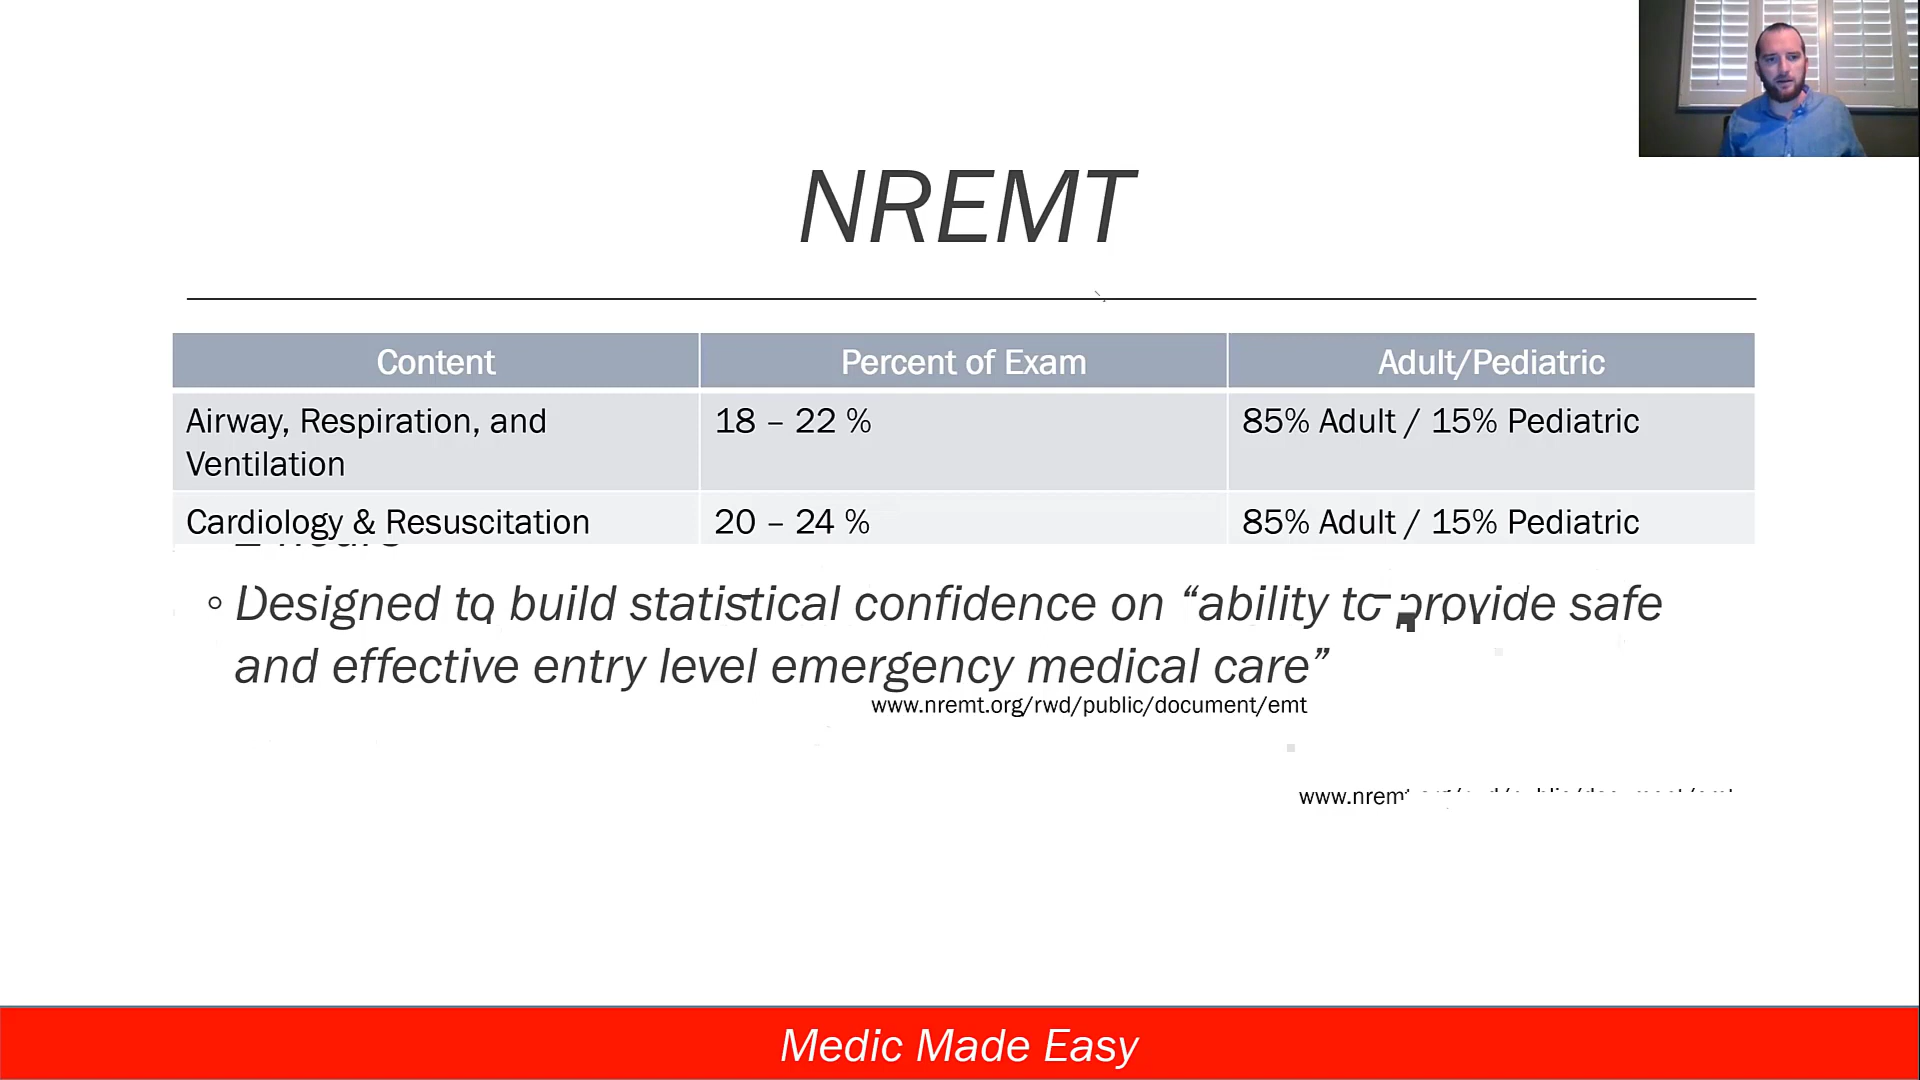 NREMT
Content Percent of Exam Adult/Pediatric
Airway, Respiration, and 18 – 22 % 85% Adult / 15% Pediatric
Ventilation
Cardiology & Resuscitation 20 – 24 % 85% Adult / 15% Pediatric
◦ Designed to build statistical confidence on “ability to provide safe
and effective entry level emergency medical care”
www.nremt.org/rwd/public/document/emt
Medic Made Easy